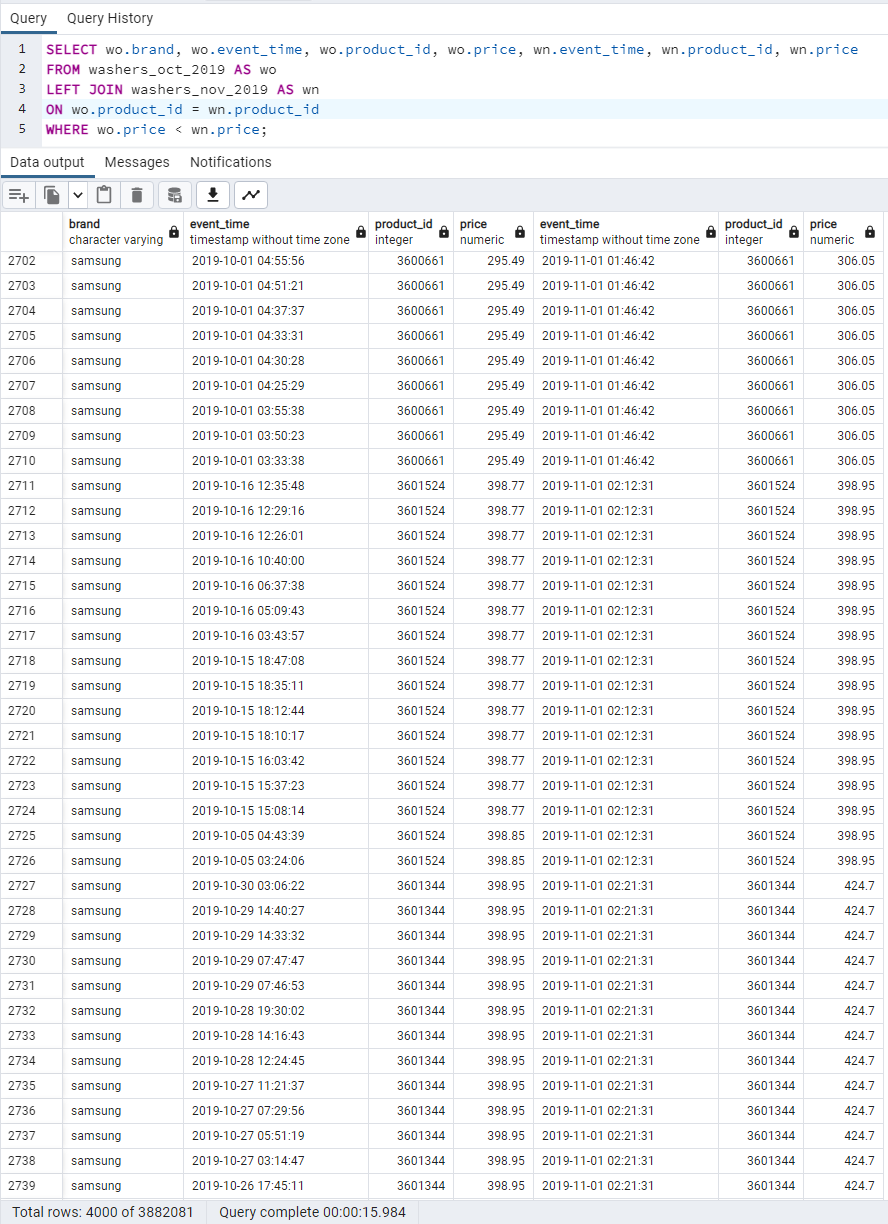 Query Query History
1 SELECT wo.brand, wo.event_time, wo.product_id, wo.price, wn.event_time, wn.product_id, wn.price
2 FROM washers_oct_2019 AS wo
3 LEFT JOIN washers_nov_2019 AS wn
4 ON wo.product_id = wn.product_id
5 WHERE wo.price < wn.price;
Data output Messages Notifications
brand event_time product_id price event_time product_id price
character varying timestamp without time zone integer numeric timestamp without time zone integer numeric
2702 samsung 2019-10-01 04:55:56 3600661 295.49 2019-11-01 01:46:42 3600661 306.05
2703 samsung 2019-10-01 04:51:21 3600661 295.49 2019-11-01 01:46:42 3600661 306.05
2704 samsung 2019-10-01 04:37:37 3600661 295.49 2019-11-01 01:46:42 3600661 306.05
2705 samsung 2019-10-01 04:33:31 3600661 295.49 2019-11-01 01:46:42 3600661 306.05
2706 samsung 2019-10-01 04:30:28 3600661 295.49 2019-11-01 01:46:42 3600661 306.05
2707 samsung 2019-10-01 04:25:29 3600661 295.49 2019-11-01 01:46:42 3600661 306.05
2708 samsung 2019-10-01 03:55:38 3600661 295.49 2019-11-01 01:46:42 3600661 306.05
2709 samsung 2019-10-01 03:50:23 3600661 295.49 2019-11-01 01:46:42 3600661 306.05
2710 samsung 2019-10-01 03:33:38 3600661 295.49 2019-11-01 01:46:42 3600661 306.05
2711 samsung 2019-10-16 12:35:48 3601524 398.77 2019-11-01 02:12:31 3601524 398.95
2712 samsung 2019-10-16 12:29:16 3601524 398.77 2019-11-01 02:12:31 3601524 398.95
2713 samsung 2019-10-16 12:26:01 3601524 398.77 2019-11-01 02:12:31 3601524 398.95
2714 samsung 2019-10-16 10:40:00 3601524 398.77 2019-11-01 02:12:31 3601524 398.95
2715 samsung 2019-10-16 06:37:38 3601524 398.77 2019-11-01 02:12:31 3601524 398.95
2716 samsung 2019-10-16 05:09:43 3601524 398.77 2019-11-01 02:12:31 3601524 398.95
2717 samsung 2019-10-16 03:43:57 3601524 398.77 2019-11-01 02:12:31 3601524 398.95
2718 samsung 2019-10-15 18:47:08 3601524 398.77 2019-11-01 02:12:31 3601524 398.95
2719 samsung 2019-10-15 18:35:11 3601524 398.77 2019-11-01 02:12:31 3601524 398.95
2720 samsung 2019-10-15 18:12:44 3601524 398.77 2019-11-01 02:12:31 3601524 398.95
2721 samsung 2019-10-15 18:10:17 3601524 398.77 2019-11-01 02:12:31 3601524 398.95
2722 samsung 2019-10-15 16:03:42 3601524 398.77 2019-11-01 02:12:31 3601524 398.95
2723 samsung 2019-10-15 15:37:23 3601524 398.77 2019-11-01 02:12:31 3601524 398.95
2724 samsung 2019-10-15 15:08:14 3601524 398.77 2019-11-01 02:12:31 3601524 398.95
2725 samsung 2019-10-05 04:43:39 3601524 398.85 2019-11-01 02:12:31 3601524 398.95
2726 samsung 2019-10-05 03:24:06 3601524 398.85 2019-11-01 02:12:31 3601524 398.95
2727 samsung 2019-10-30 03:06:22 3601344 398.95 2019-11-01 02:21:31 3601344 424.7
2728 samsung 2019-10-29 14:40:27 3601344 398.95 2019-11-01 02:21:31 3601344 424.7
2729 samsung 2019-10-29 14:33:32 3601344 398.95 2019-11-01 02:21:31 3601344 424.7
2730 samsung 2019-10-29 07:47:47 3601344 398.95 2019-11-01 02:21:31 3601344 424.7
2731 samsung 2019-10-29 07:46:53 3601344 398.95 2019-11-01 02:21:31 3601344 424.7
2732 samsung 2019-10-28 19:30:02 3601344 398.95 2019-11-01 02:21:31 3601344 424.7
2733 samsung 2019-10-28 14:16:43 3601344 398.95 2019-11-01 02:21:31 3601344 424.7
2734 samsung 2019-10-28 12:24:45 3601344 398.95 2019-11-01 02:21:31 3601344 424.7
2735 samsung 2019-10-27 11:21:37 3601344 398.95 2019-11-01 02:21:31 3601344 424.7
2736 samsung 2019-10-27 07:29:56 3601344 398.95 2019-11-01 02:21:31 3601344 424.7
2737 samsung 2019-10-27 05:51:19 3601344 398.95 2019-11-01 02:21:31 3601344 424.7
2738 samsung 2019-10-27 03:14:47 3601344 398.95 2019-11-01 02:21:31 3601344 424.7
2739 samsung 2019-10-26 17:45:11 3601344 398.95 2019-11-01 02:21:31 3601344 424.7
Total rows: 4000 of 3882081 Query complete 00:00:15.984